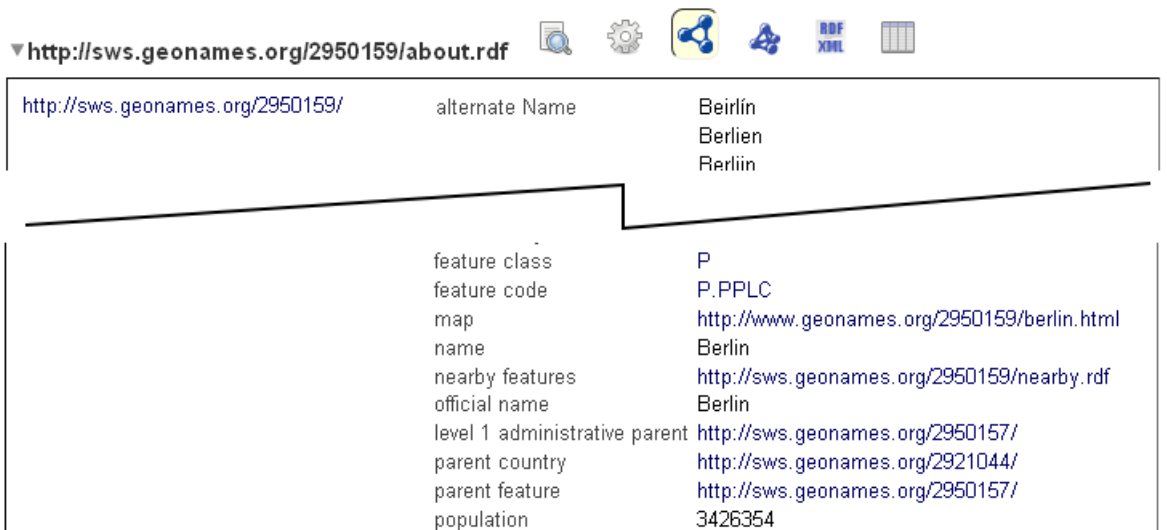 ▼http://sws.geonames.org/2950159/about.rdf RDF XML
http://sws.geonames.org/2950159/ alternate Name Beirlín
Berlien
Berliin
feature class P
feature code P.PPLC
map http://www.geonames.org/2950159/berlin.html
name Berlin
nearby features http://sws.geonames.org/2950159/nearby.rdf
official name Berlin
level 1 administrative parent http://sws.geonames.org/2950157/
parent country http://sws.geonames.org/2921044/
parent feature http://sws.geonames.org/2950157/
population 3426354